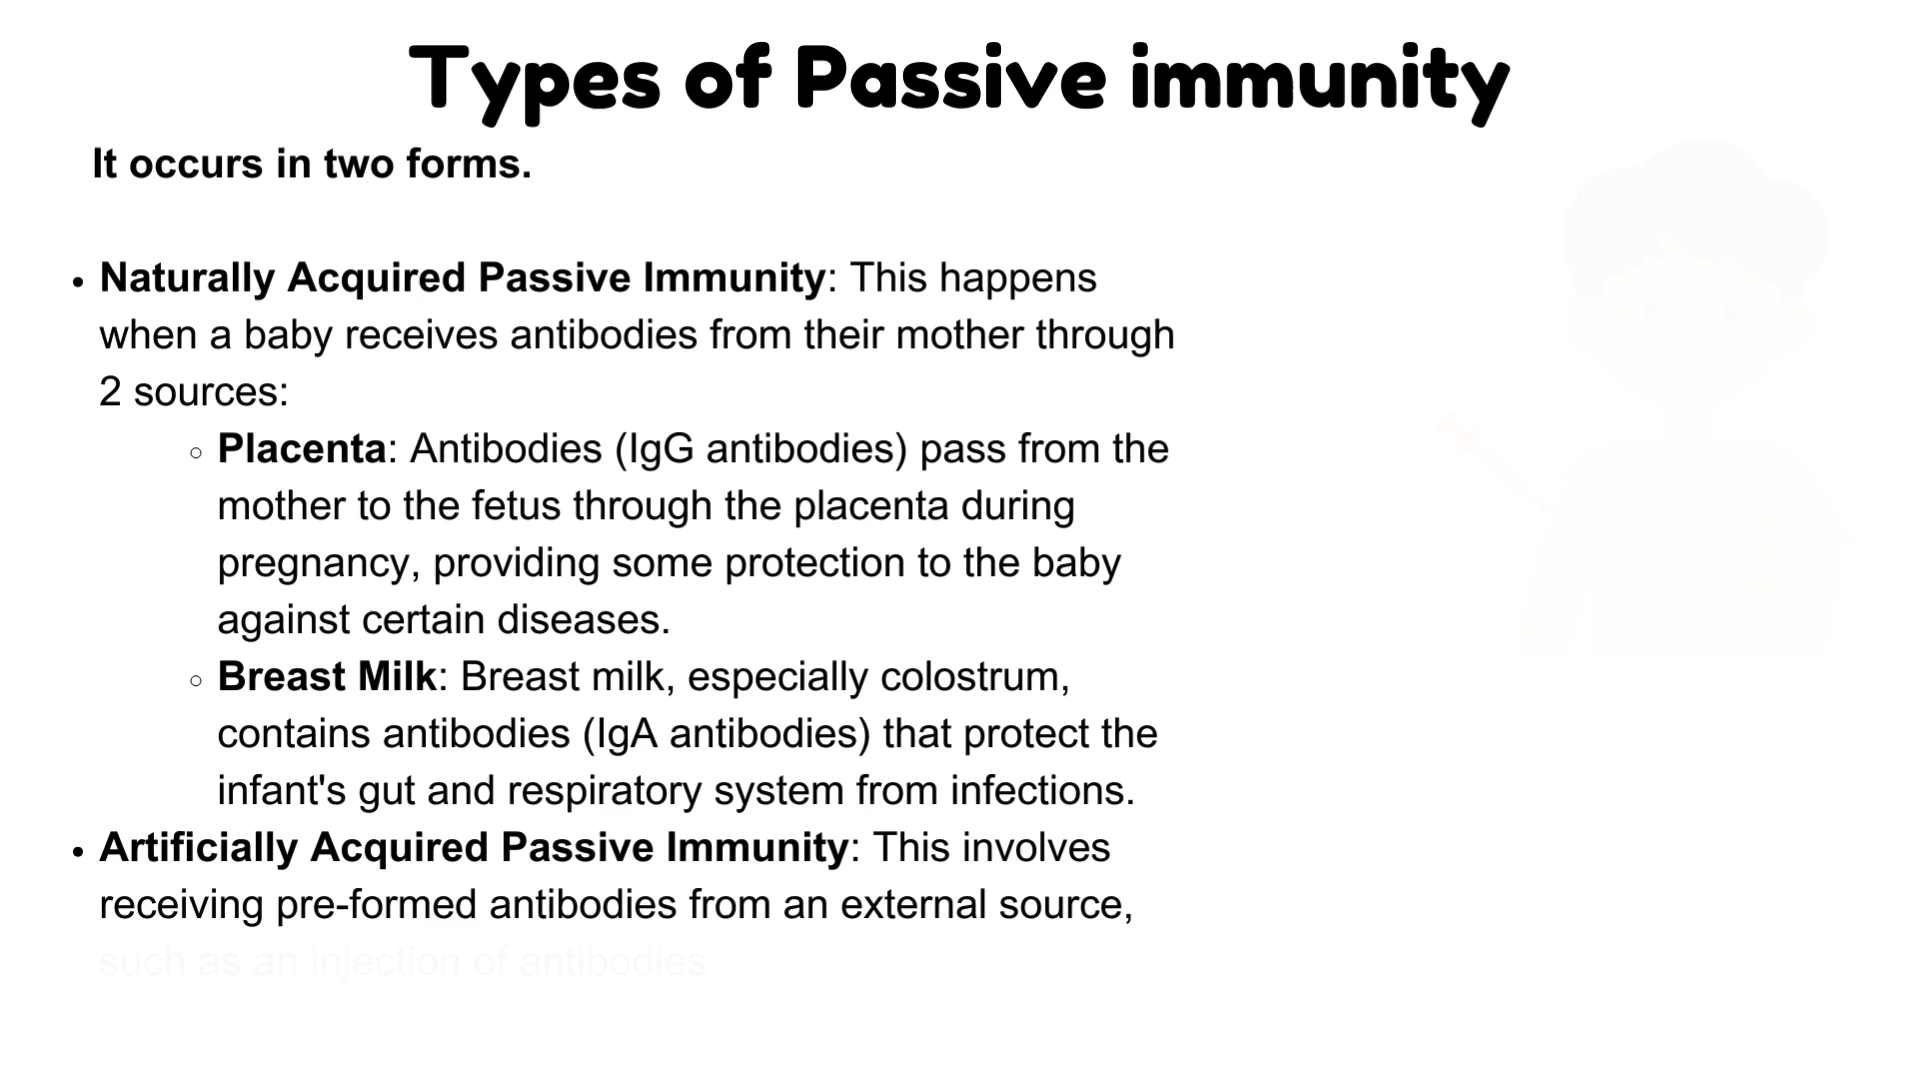 Types of Passive immunity
It occurs in two forms.
• Naturally Acquired Passive Immunity: This happens
when a baby receives antibodies from their mother through
2 sources:
◦ Placenta: Antibodies (IgG antibodies) pass from the
mother to the fetus through the placenta during
pregnancy, providing some protection to the baby
against certain diseases.
◦ Breast Milk: Breast milk, especially colostrum,
contains antibodies (IgA antibodies) that protect the
infant's gut and respiratory system from infections.
• Artificially Acquired Passive Immunity: This involves
receiving pre-formed antibodies from an external source,
such as an injection of antibodies